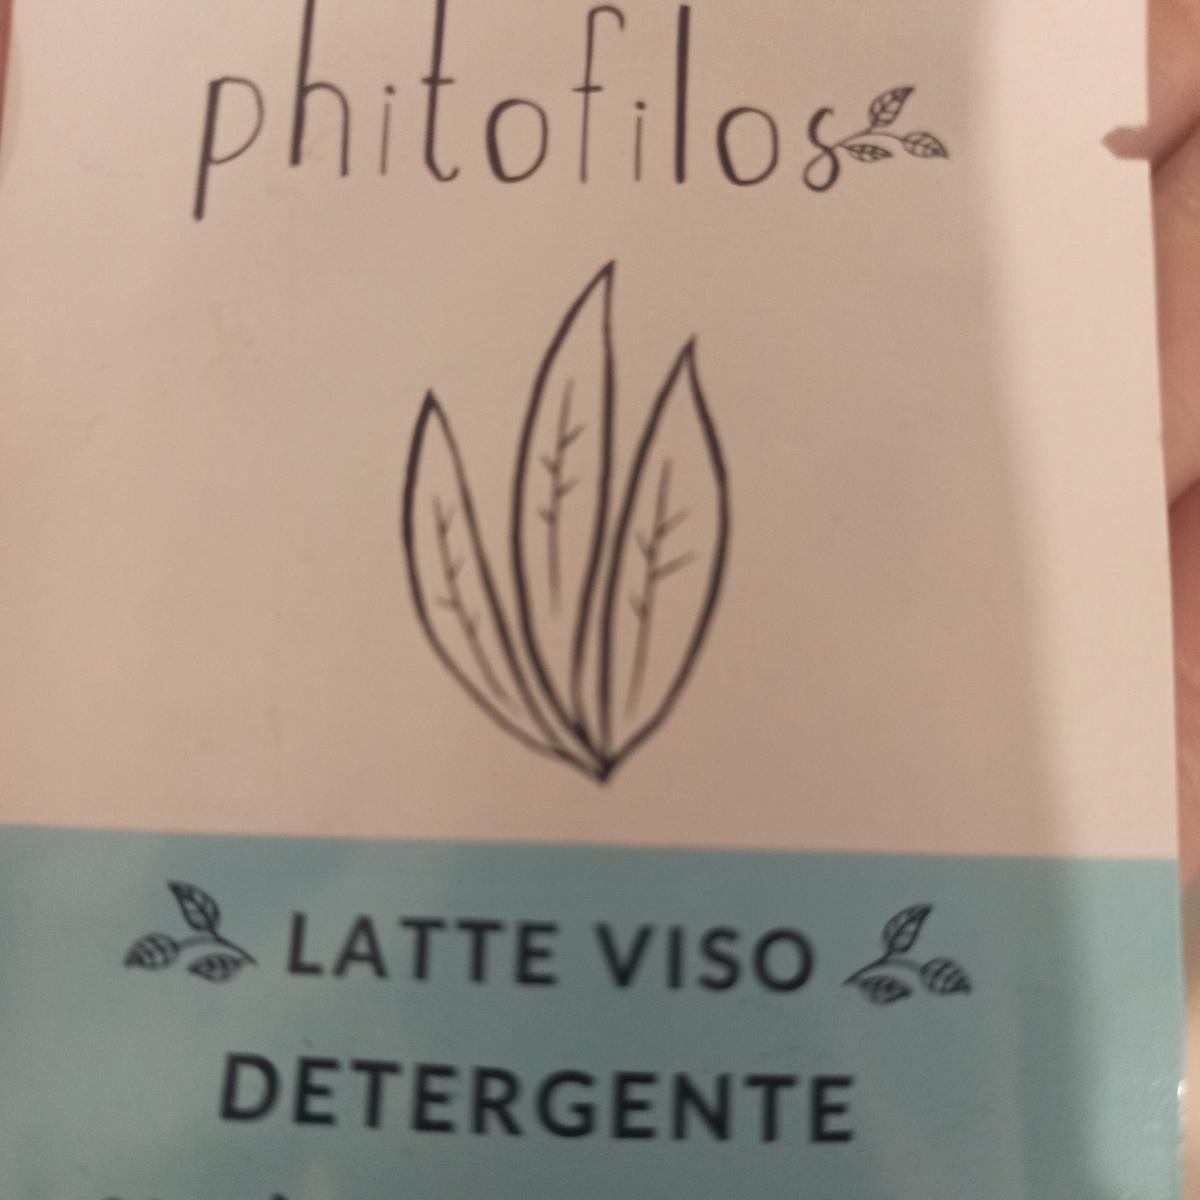 phitofilos
LATTE VISO
DETERGENTE